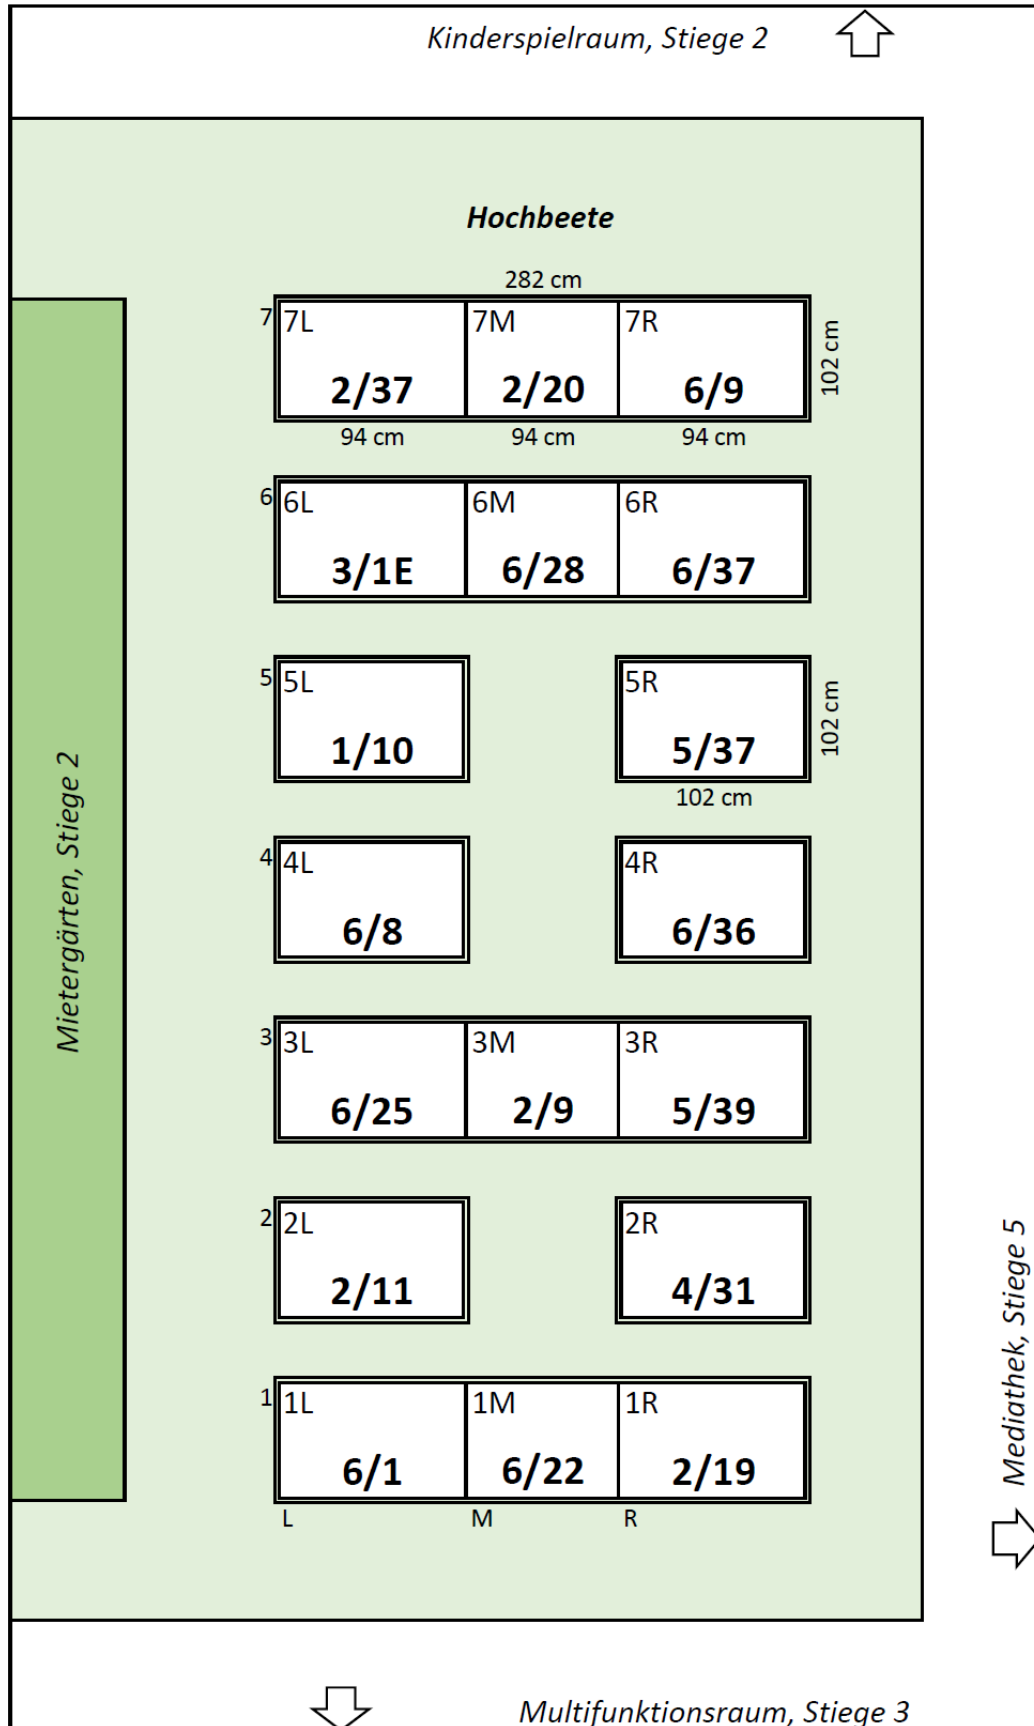 Kinderspielraum, Stiege 2
Hochbeete
282 cm
7 7L 7M 7R
2/37 2/20 6/9
102 cm
94 cm 94 cm 94 cm
6 6L 6M 6R
3/1E 6/28 6/37
5 5L 5R
1/10 5/37
102 cm
102 cm
4 4L 4R
6/8 6/36
Mietergärten, Stiege 2
3 3L 3M 3R
6/25 2/9 5/39
2 2L 2R
2/11 4/31
1 1L 1M 1R
6/1 6/22 2/19
L M R
Mediathek, Stiege 5
Multifunktionsraum, Stiege 3